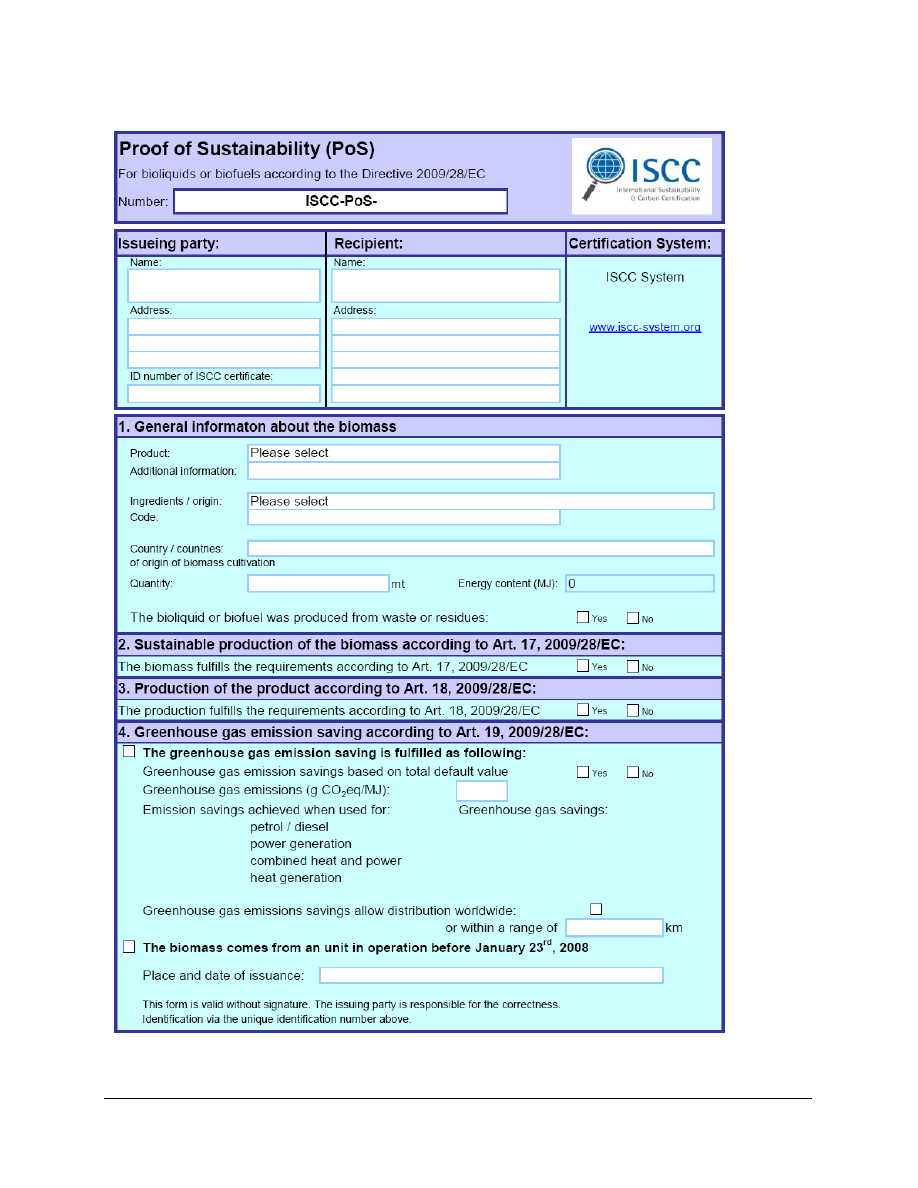 Proof of Sustainability (PoS)
For bioliquids or biofuels according to the Directive 2009/28/EC
Number: ISCC-PoS-
ISCC
International Sustainability
& Carbon Certification
Issueing party: Recipient: Certification System:
Name: Name:
ISCC System
Address: Address:
www.iscc-system.org
ID number of ISCC certificate:
1. General informaton about the biomass
Product: Please select
Additional information:
Ingredients / origin: Please select
Code:
Country / countries:
of origin of biomass cultivation
Quantity: mt Energy content (MJ): 0
The bioliquid or biofuel was produced from waste or residues: Yes No
2. Sustainable production of the biomass according to Art. 17, 2009/28/EC:
The biomass fulfills the requirements according to Art. 17, 2009/28/EC Yes No
3. Production of the product according to Art. 18, 2009/28/EC:
The production fulfills the requirements according to Art. 18, 2009/28/EC Yes No
4. Greenhouse gas emission saving according to Art. 19, 2009/28/EC:
The greenhouse gas emission saving is fulfilled as following:
Greenhouse gas emission savings based on total default value Yes No
Greenhouse gas emissions (g CO₂eq/MJ):
Emission savings achieved when used for: Greenhouse gas savings:
petrol / diesel
power generation
combined heat and power
heat generation
Greenhouse gas emissions savings allow distribution worldwide:
or within a range of km
The biomass comes from an unit in operation before January 23rd, 2008
Place and date of issuance:
This form is valid without signature. The issuing party is responsible for the correctness.
Identification via the unique identification number above.